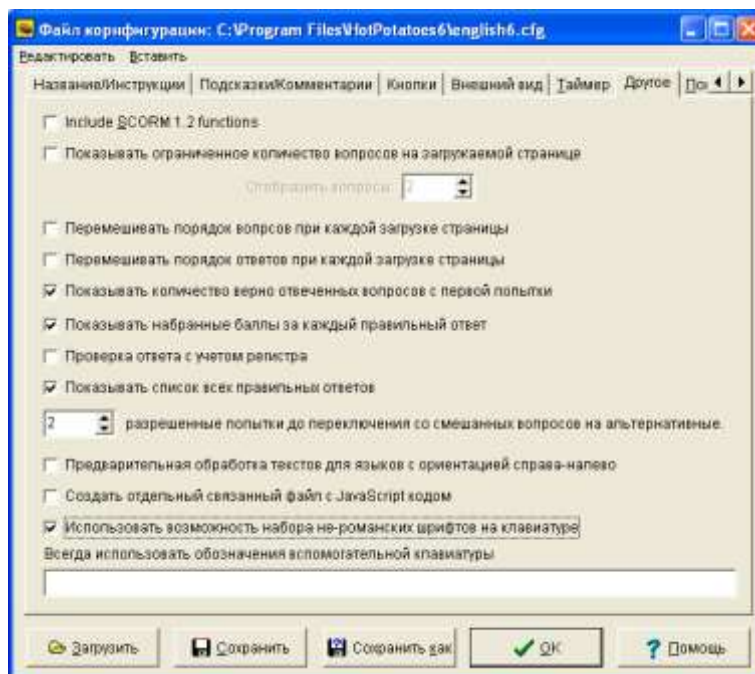 Файл корнфигурации: C:\Program Files\HotPotatoes6\english6.cfg
Редактировать Вставить
Название/Инструкции Подсказки/Комментарии Кнопки Внешний вид Таймер Другое По
Include SCORM 1.2 functions
Показывать ограниченное количество вопросов на загружаемой странице
Отобразить вопросы: 2
Перемешивать порядок вопрсов при каждой загрузке страницы
Перемешивать порядок ответов при каждой загрузке страницы
Показывать количество верно отвеченных вопросов с первой попытки
Показывать набранные баллы за каждый правильный ответ
Проверка ответа с учетом регистра
Показывать список всех правильных ответов
2 разрешенные попытки до переключения со смешанных вопросов на альтернативные.
Предварительная обработка текстов для языков с ориентацией справа-налево
Создать отдельный связанный файл с JavaScript кодом
Использовать возможность набора не-романских шрифтов на клавиатуре
Всегда использовать обозначения вспомогательной клавиатуры
Загрузить Сохранить Сохранить как OK Помощь